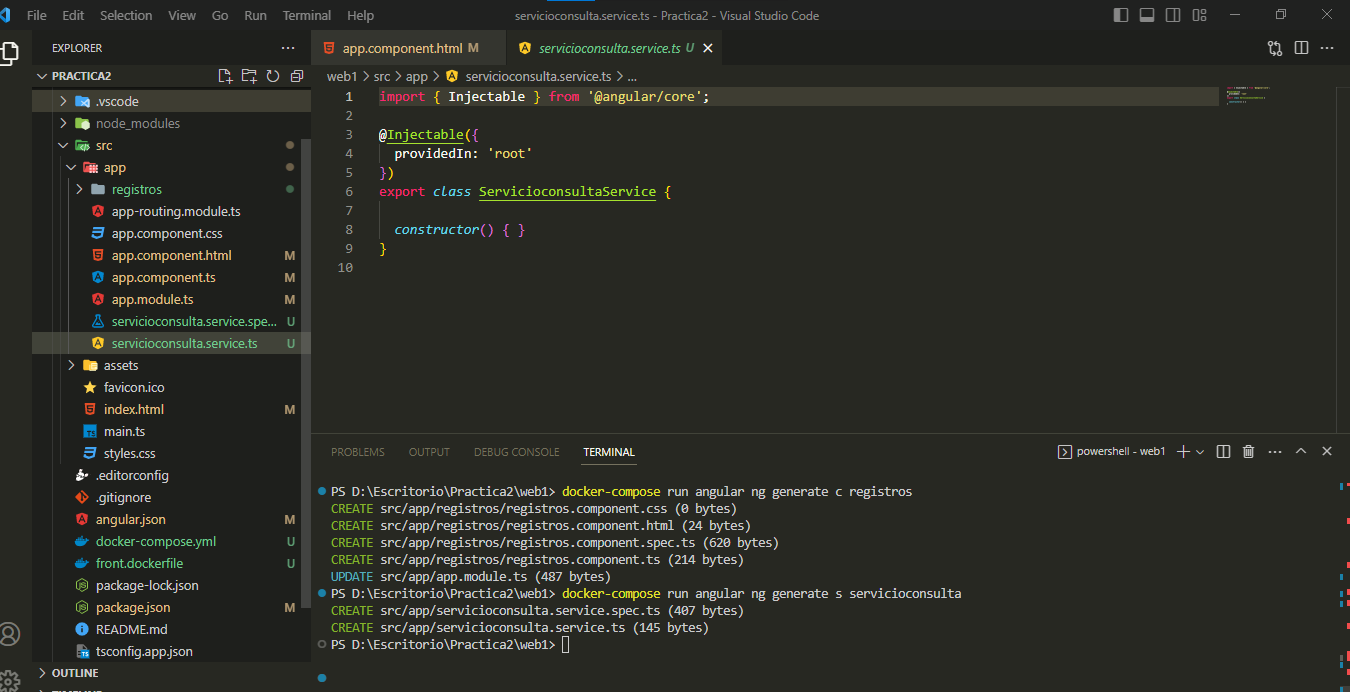 File Edit Selection View Go Run Terminal Help servicioconsulta.service.ts - Practica2 - Visual Studio Code
EXPLORER
PRACTICA2
.vscode
node_modules
src
app
registros
app-routing.module.ts
app.component.css
app.component.html M
app.component.ts M
app.module.ts M
servicioconsulta.service.spe... U
servicioconsulta.service.ts U
assets
favicon.ico
index.html M
main.ts
styles.css
.editorconfig
.gitignore
angular.json M
docker-compose.yml U
front.dockerfile U
package-lock.json
package.json M
README.md
tsconfig.app.json
OUTLINE
app.component.html M servicioconsulta.service.ts U
web1 > src > app > servicioconsulta.service.ts > ...
1 import { Injectable } from '@angular/core';
2
3 @Injectable({
4 providedIn: 'root'
5 })
6 export class ServicioconsultaService {
7
8 constructor() { }
9 }
10
PROBLEMS OUTPUT DEBUG CONSOLE TERMINAL powershell - web1
PS D:\Escritorio\Practica2\web1> docker-compose run angular ng generate c registros
CREATE src/app/registros/registros.component.css (0 bytes)
CREATE src/app/registros/registros.component.html (24 bytes)
CREATE src/app/registros/registros.component.spec.ts (620 bytes)
CREATE src/app/registros/registros.component.ts (214 bytes)
UPDATE src/app/app.module.ts (487 bytes)
PS D:\Escritorio\Practica2\web1> docker-compose run angular ng generate s servicioconsulta
CREATE src/app/servicioconsulta.service.spec.ts (407 bytes)
CREATE src/app/servicioconsulta.service.ts (145 bytes)
PS D:\Escritorio\Practica2\web1>